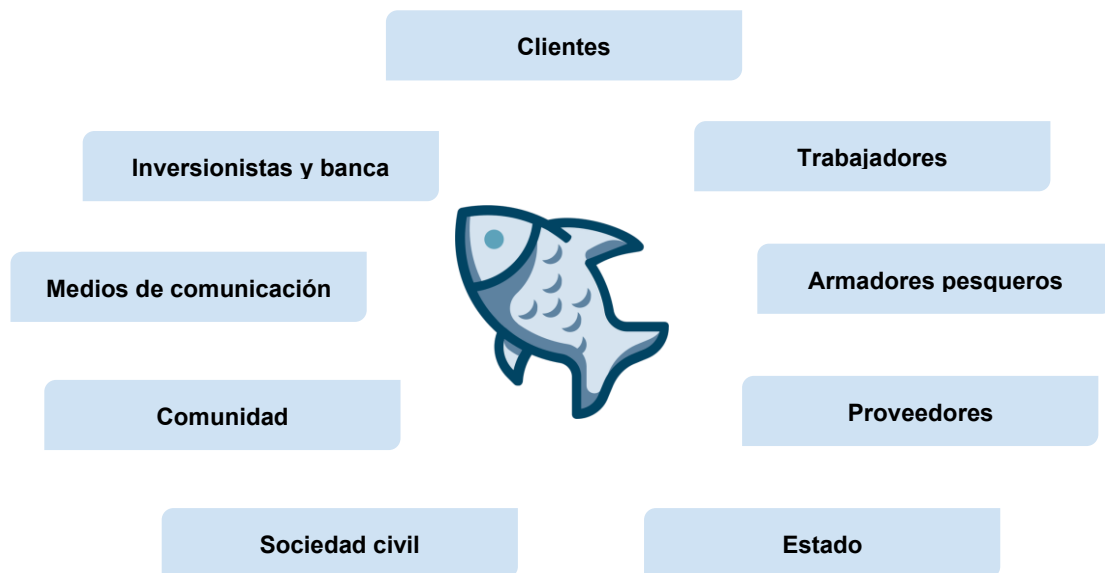 Clientes
Inversionistas y banca
Trabajadores
Medios de comunicación
Armadores pesqueros
Comunidad
Proveedores
Sociedad civil
Estado